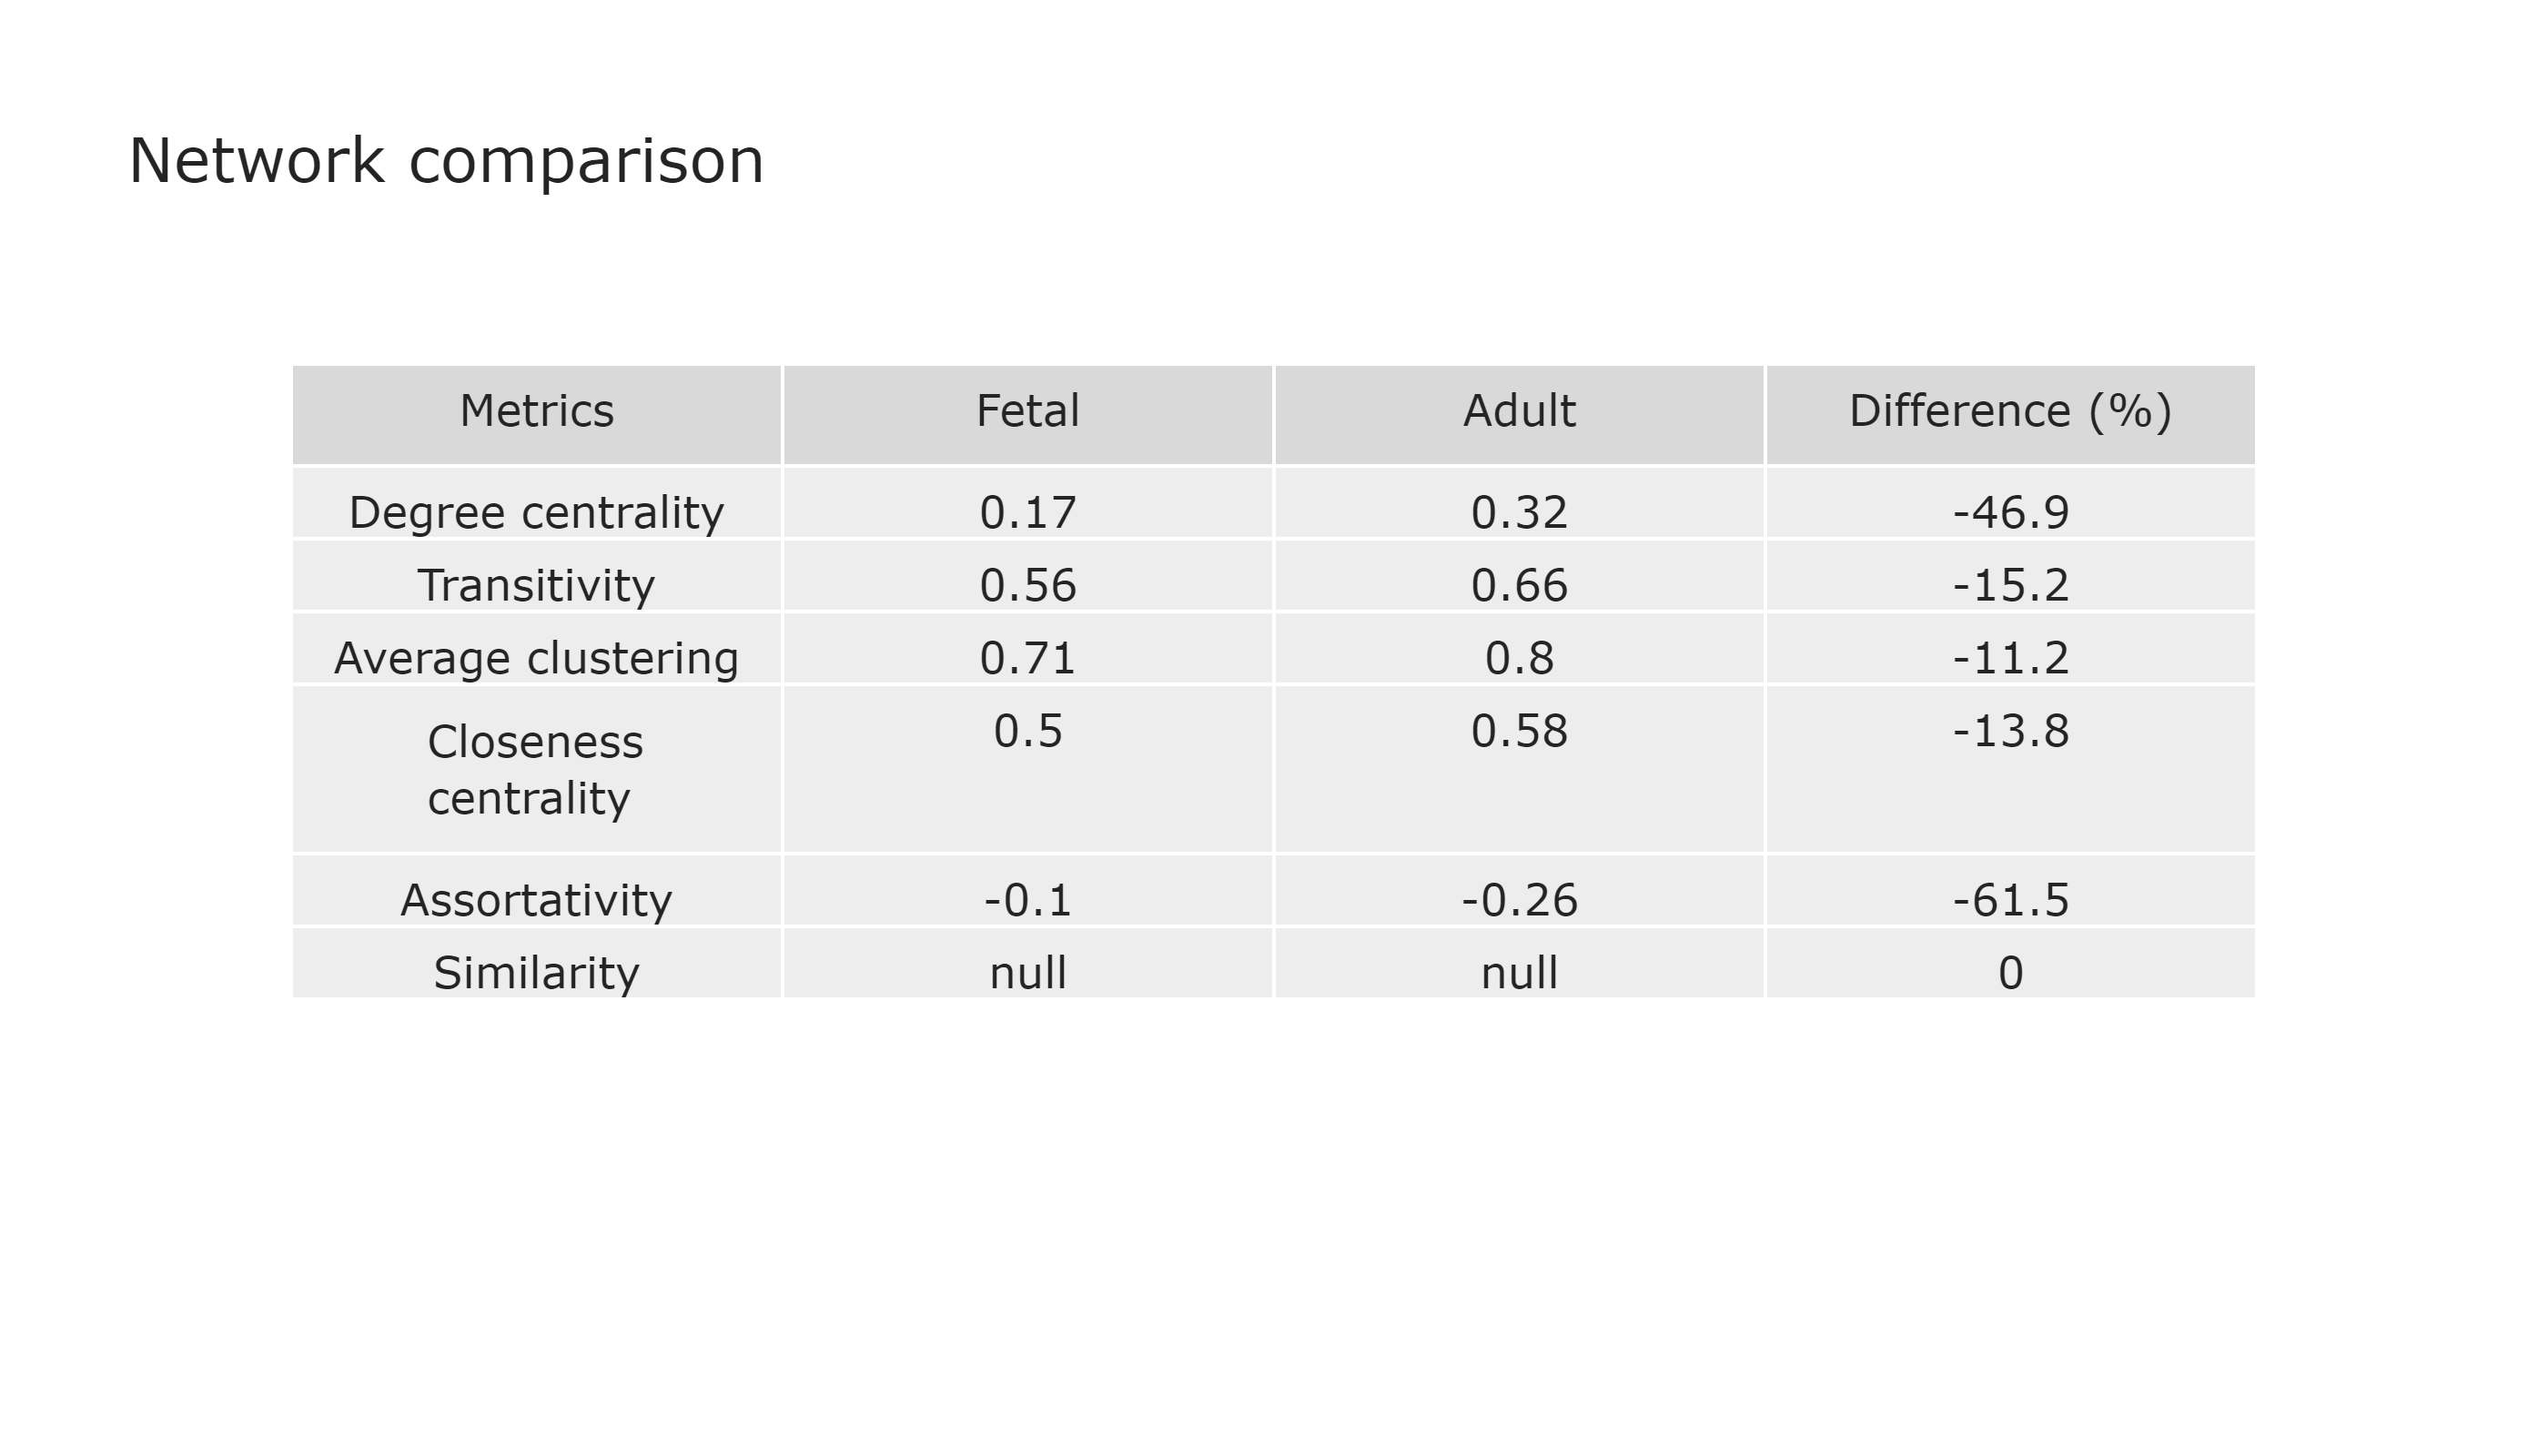 Network comparison
Metrics Fetal Adult Difference (%)
Degree centrality 0.17 0.32 -46.9
Transitivity 0.56 0.66 -15.2
Average clustering 0.71 0.8 -11.2
Closeness 0.5 0.58 -13.8
centrality
Assortativity -0.1 -0.26 -61.5
Similarity null null 0